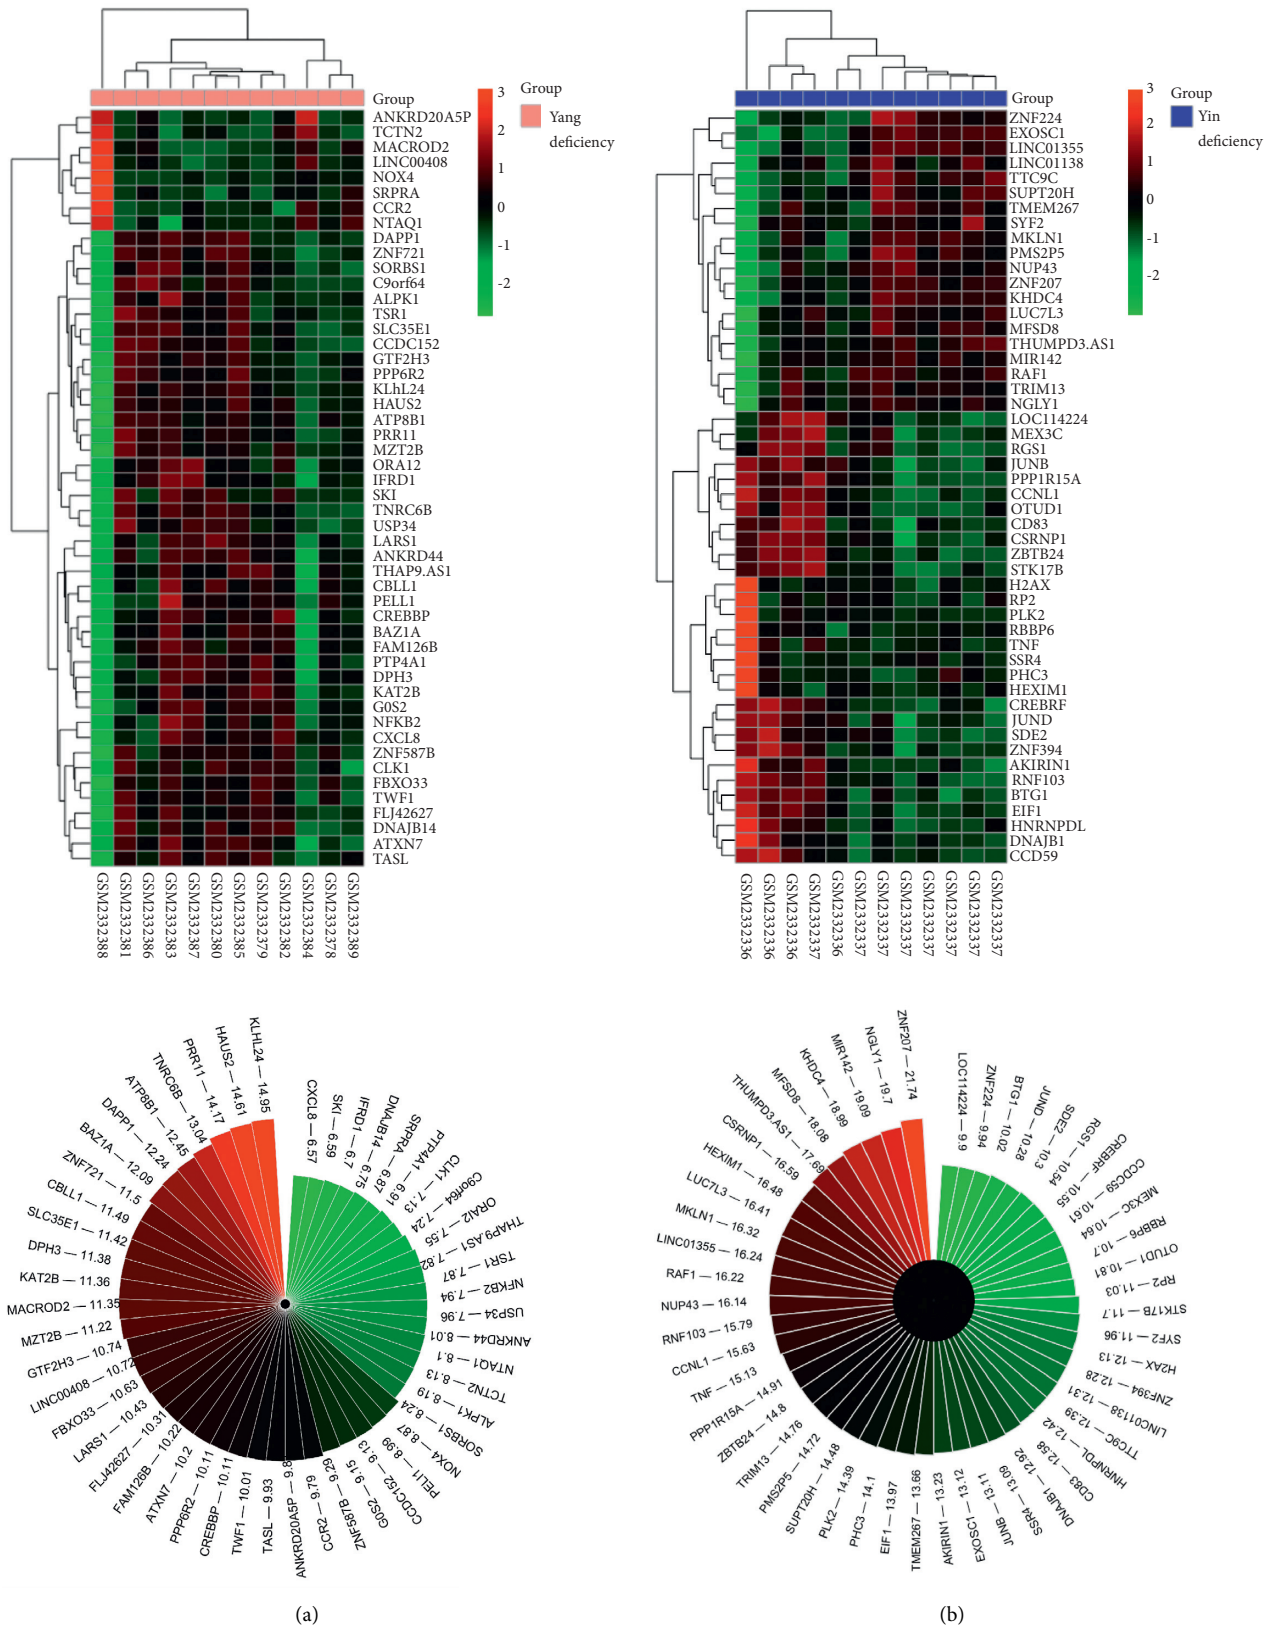 Group
ANKRD20A5P
TCTN2
MACROD2
LINC00408
NOX4
SRPRA
CCR2
NTAQ1
DAPP1
ZNF721
SORBS1
C9orf64
ALPK1
TSR1
SLC35E1
CCDC152
GTF2H3
PPP6R2
KLhL24
HAUS2
ATP8B1
PRR11
MZT2B
ORA12
IFRD1
SKI
TNRC6B
USP34
LARS1
ANKRD44
THAP9.AS1
CBLL1
PELL1
CREBBP
BAZ1A
FAM126B
PTP4A1
DPH3
KAT2B
G0S2
NFKB2
CXCL8
ZNF587B
CLK1
FBXO33
TWF1
FLJ42627
DNAJB14
ATXN7
TASL
3
2
1
0
-1
-2
Group
Yang
deficiency
GSM2332388
GSM2332381
GSM2332386
GSM2332383
GSM2332387
GSM2332380
GSM2332385
GSM2332379
GSM2332382
GSM2332384
GSM2332378
GSM2332389
Group
ZNF224
EXOSC1
LINC01355
LINC01138
TTC9C
SUPT20H
TMEM267
SYF2
MKLN1
PMS2P5
NUP43
ZNF207
KHDC4
LUC7L3
MFSD8
THUMPD3.AS1
MIR142
RAF1
TRIM13
NGLY1
LOC114224
MEX3C
RGS1
JUNB
PPP1R15A
CCNL1
OTUD1
CD83
CSRNP1
ZBTB24
STK17B
H2AX
RP2
PLK2
RBBP6
TNF
SSR4
PHC3
HEXIM1
CREBRF
JUND
SDE2
ZNF394
AKIRIN1
RNF103
BTG1
EIF1
HNRNPDL
DNAJB1
CCD59
3
2
1
0
-1
-2
Group
Yin
deficiency
GSM2332336
GSM2332336
GSM2332336
GSM2332337
GSM2332336
GSM2332337
GSM2332337
GSM2332337
GSM2332337
GSM2332337
GSM2332337
GSM2332337
CXCL8 — 6.57
SKI — 6.59
IFRD1 — 6.7
DNAJB14 — 6.75
SRPRA — 6.87
PTP4A1 — 6.91
CLK1 — 7.13
C9orf64 — 7.24
ORAI2 — 7.55
THAP9.AS1 — 7.82
TSR1 — 7.87
NFKB2 — 7.94
USP34 — 7.96
ANKRD44 — 8.01
NTAQ1 — 8.1
TCTN2 — 8.13
ALPK1 — 8.19
SORBS1 — 8.24
NOX4 — 8.87
PELI1 — 8.99
CCDC152 — 9.13
G0S2 — 9.15
ZNF587B — 9.29
CCR2 — 9.79
ANKRD20A5P — 9.8
TASL — 9.93
TWF1 — 10.01
CREBBP — 10.11
PPP6R2 — 10.11
ATXN7 — 10.2
FAM126B — 10.22
FLJ42627 — 10.31
LARS1 — 10.43
FBXO33 — 10.63
LINC00408 — 10.72
GTF2H3 — 10.74
MZT2B — 11.22
MACROD2 — 11.35
KAT2B — 11.36
DPH3 — 11.38
SLC35E1 — 11.42
CBLL1 — 11.49
ZNF721 — 11.5
BAZ1A — 12.09
DAPP1 — 12.24
ATP8B1 — 12.45
TNRC6B — 13.04
PRR11 — 14.17
HAUS2 — 14.61
KLHL24 — 14.95
(a)
LOC114224 — 9.9
ZNF224 — 9.94
BTG1 — 10.02
JUND — 10.28
SDE2 — 10.3
RGS1 — 10.54
CREBRF — 10.55
CCDC59 — 10.61
MEX3C — 10.64
RBBP6 — 10.7
OTUD1 — 10.81
RP2 — 11.03
STK17B — 11.7
SYF2 — 11.96
H2AX — 12.13
ZNF394 — 12.28
LINC01138 — 12.31
TTC9C — 12.39
HNRNPDL — 12.42
CD83 — 12.58
DNAJB1 — 12.92
SSR4 — 13.09
JUNB — 13.11
EXOSC1 — 13.12
AKIRIN1 — 13.23
TMEM267 — 13.66
EIF1 — 13.97
PHC3 — 14.1
PLK2 — 14.39
SUPT20H — 14.48
PMS2P5 — 14.72
TRIM13 — 14.76
ZBTB24 — 14.8
PPP1R15A — 14.91
TNF — 15.13
CCNL1 — 15.63
RNF103 — 15.79
NUP43 — 16.14
RAF1 — 16.22
LINC01355 — 16.24
MKLN1 — 16.32
LUC7L3 — 16.41
HEXIM1 — 16.48
CSRNP1 — 16.59
THUMPD3.AS1 — 17.69
MFSD8 — 18.08
KHDC4 — 18.99
MIR142 — 19.09
NGLY1 — 19.7
ZNF207 — 21.74
(b)